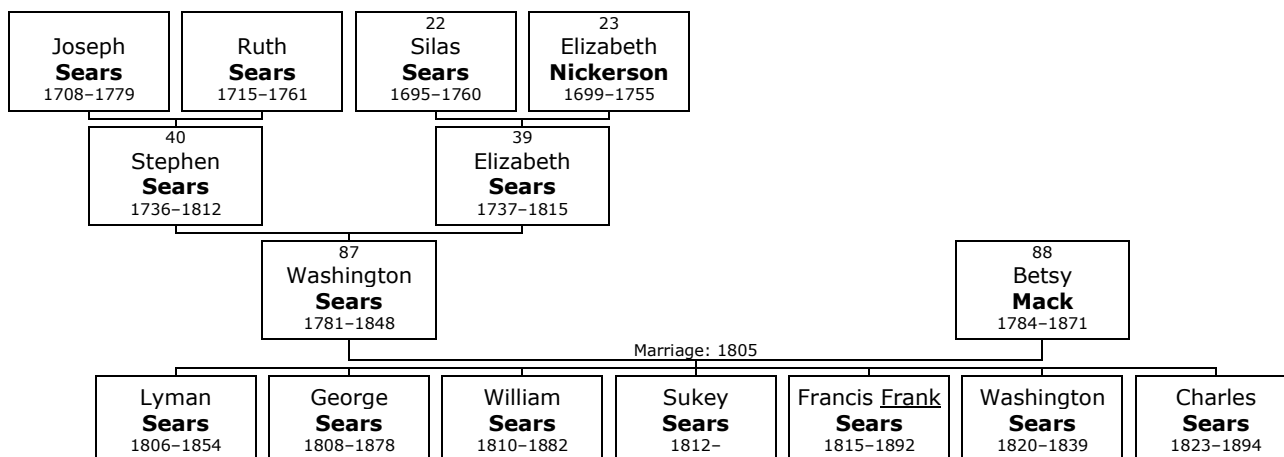 Joseph
Sears
1708–1779
Ruth
Sears
1715–1761
22
Silas
Sears
1695–1760
23
Elizabeth
Nickerson
1699–1755
40
Stephen
Sears
1736–1812
39
Elizabeth
Sears
1737–1815
87
Washington
Sears
1781–1848
88
Betsy
Mack
1784–1871
Marriage: 1805
Lyman
Sears
1806–1854
George
Sears
1808–1878
William
Sears
1810–1882
Sukey
Sears
1812–
Francis Frank
Sears
1815–1892
Washington
Sears
1820–1839
Charles
Sears
1823–1894